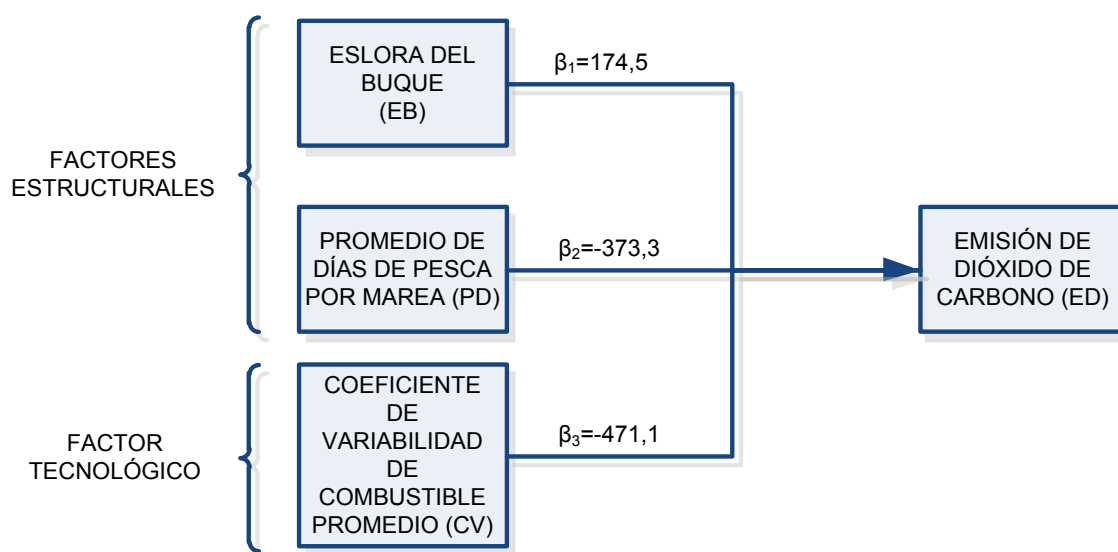 FACTORES
ESTRUCTURALES
ESLORA DEL
BUQUE
(EB)
β₁=174,5
PROMEDIO DE
DÍAS DE PESCA
POR MAREA (PD)
β₂=-373,3
EMISIÓN DE
DIÓXIDO DE
CARBONO (ED)
FACTOR
TECNOLÓGICO
COEFICIENTE
DE
VARIABILIDAD
DE
COMBUSTIBLE
PROMEDIO (CV)
β₃=-471,1